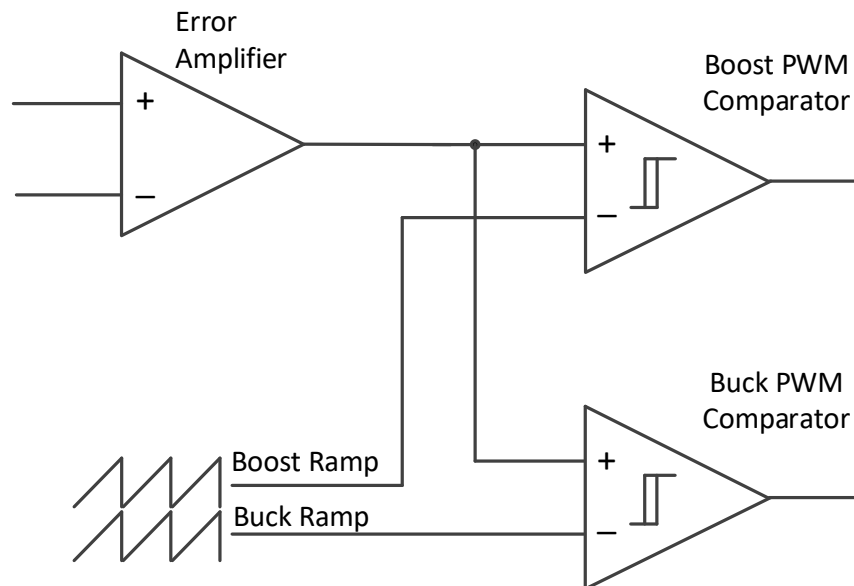 Error
Amplifier
+
−
Boost PWM
Comparator
+
−
Buck PWM
Comparator
+
−
Boost Ramp
Buck Ramp